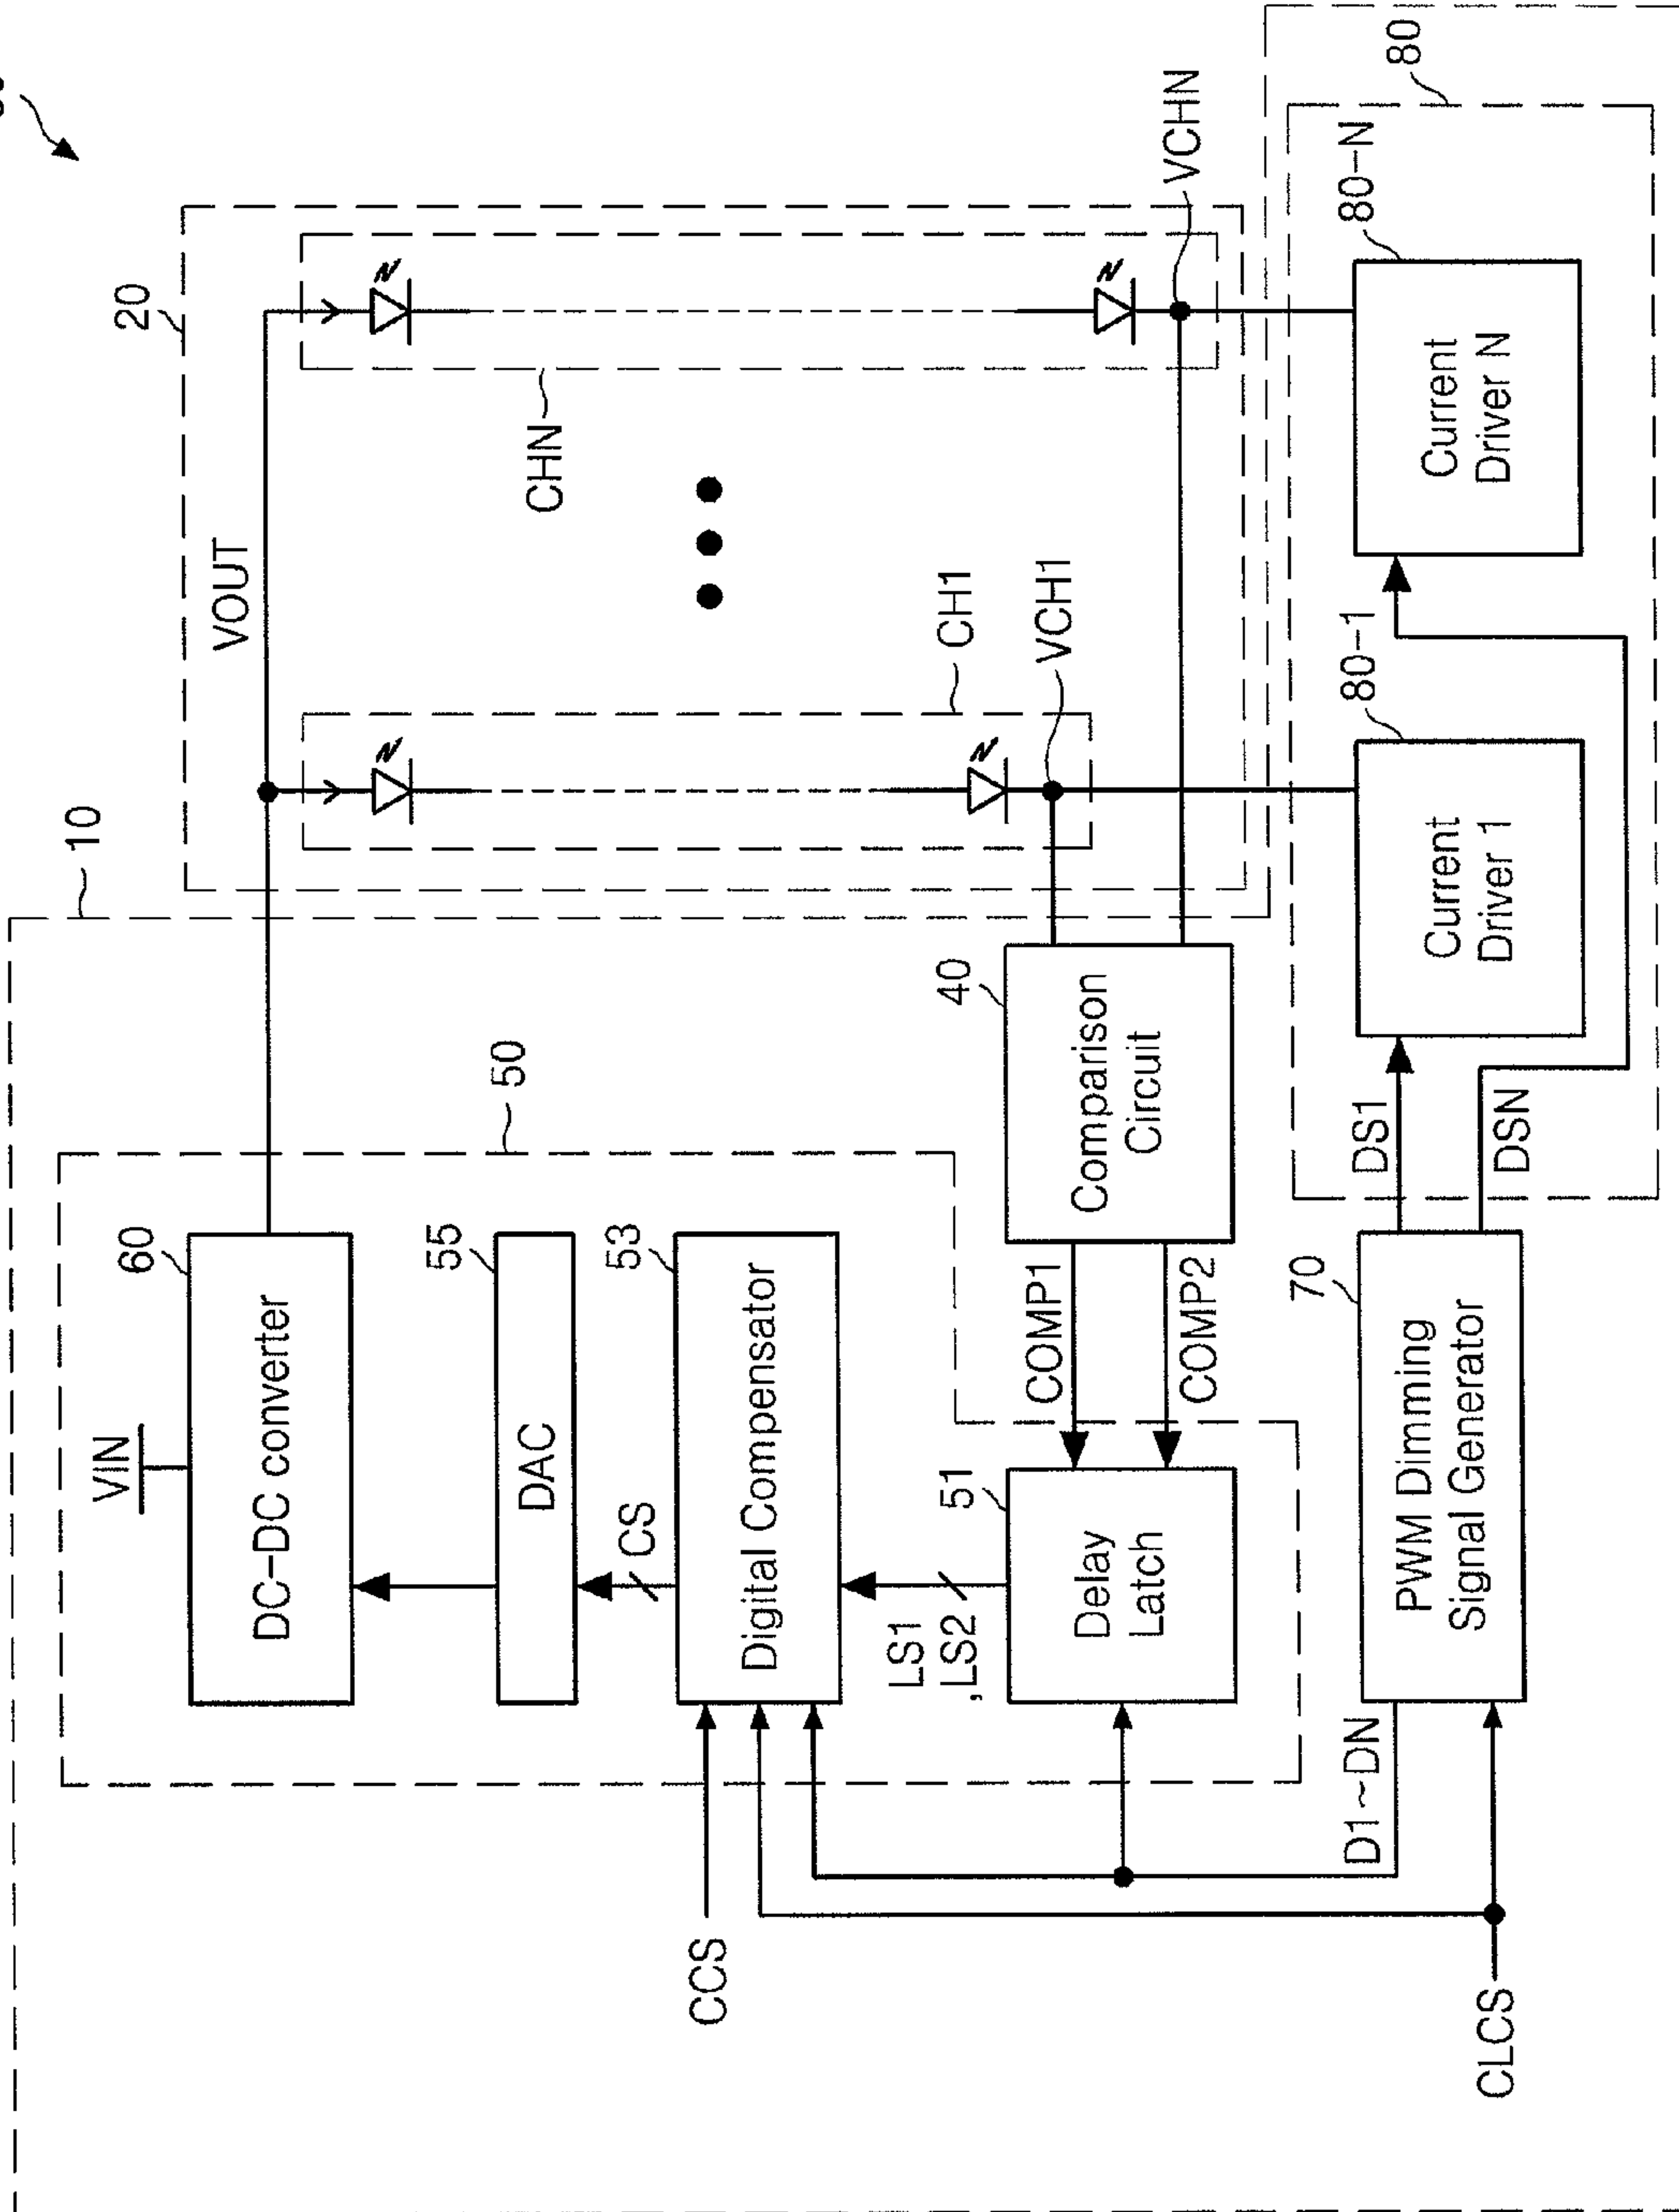 10
20
VOUT
CHN
CH1
VCH1
VCHN
50
VIN
60
DC-DC converter
55
DAC
CS
53
Digital Compensator
LS1
,LS2
51
Delay
Latch
COMP1
COMP2
40
Comparison
Circuit
CCS
CLCS
D1~DN
70
PWM Dimming
Signal Generator
DS1
DSN
80
80-1
Current
Driver 1
80-N
Current
Driver N